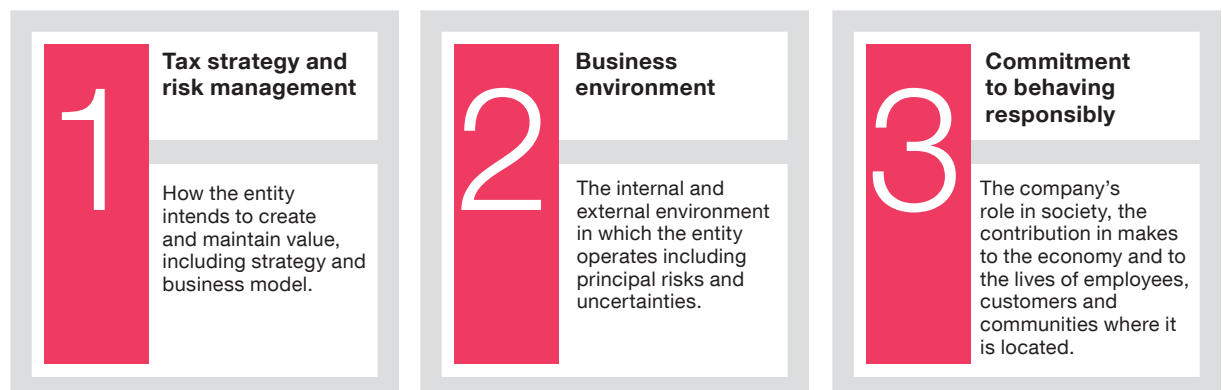 1
Tax strategy and
risk management
How the entity
intends to create
and maintain value,
including strategy and
business model.
2
Business
environment
The internal and
external environment
in which the entity
operates including
principal risks and
uncertainties.
3
Commitment
to behaving
responsibly
The company’s
role in society, the
contribution in makes
to the economy and to
the lives of employees,
customers and
communities where it
is located.